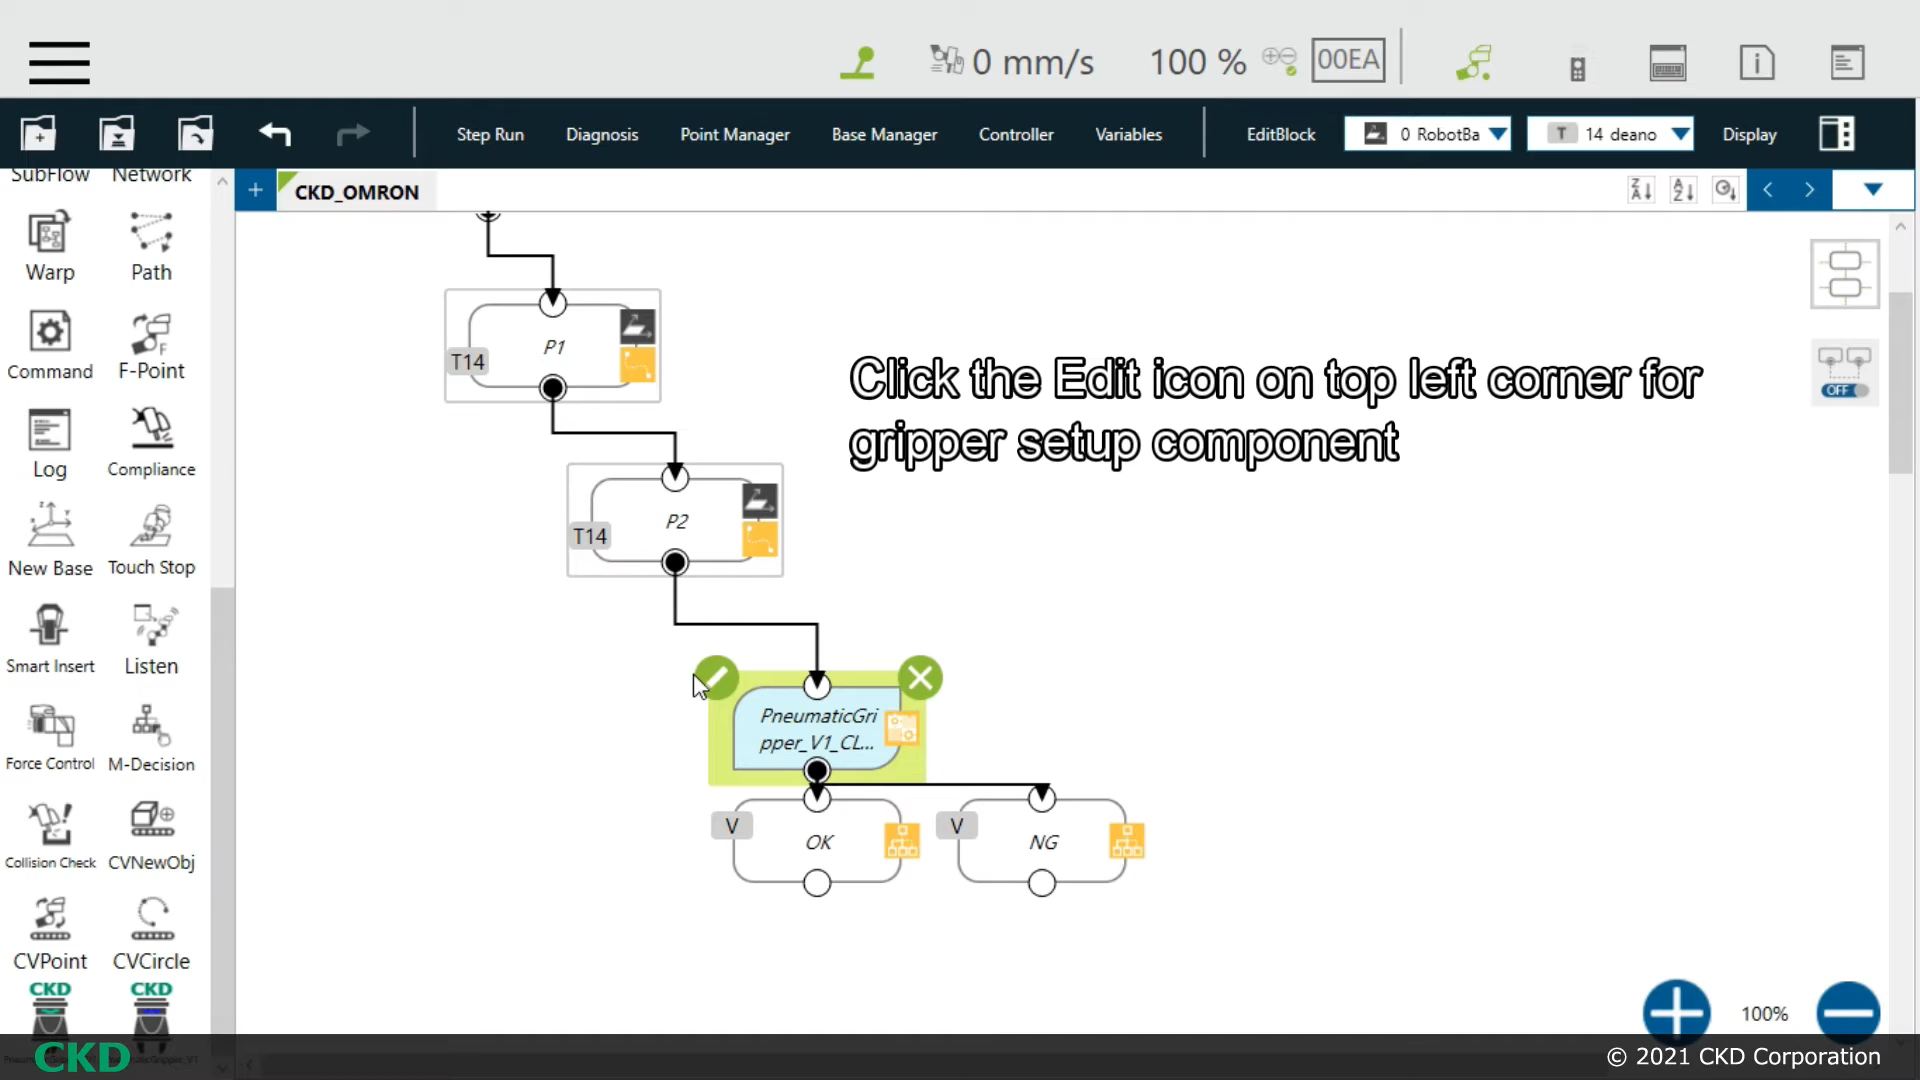 0 mm/s 100 % 00EA
Step Run Diagnosis Point Manager Base Manager Controller Variables EditBlock 0 RobotBa T 14 deano Display
SubFlow Network
+ CKD_OMRON
Warp Path
Command F-Point
Log Compliance
New Base Touch Stop
Smart Insert Listen
Force Control M-Decision
Collision Check CVNewObj
CVPoint CVCircle
CKD CKD
P1
T14
Click the Edit icon on top left corner for
gripper setup component
OFF
P2
T14
PneumaticGri
pper_V1_CL...
V OK V NG
100%
CKD
© 2021 CKD Corporation